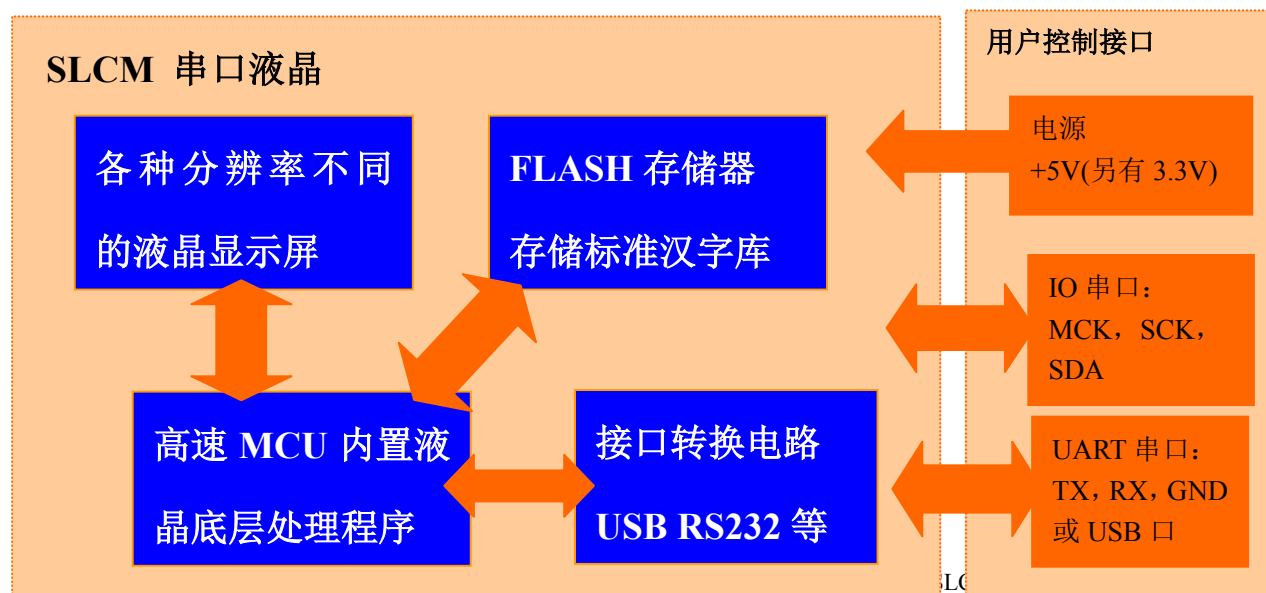 SLCM 串口液晶
各种分辨率不同
的液晶显示屏
FLASH 存储器
存储标准汉字库
高速 MCU 内置液
晶底层处理程序
接口转换电路
USB RS232 等
用户控制接口
电源
+5V(另有 3.3V)
IO 串口：
MCK，SCK，
SDA
UART 串口：
TX，RX，GND
或 USB 口